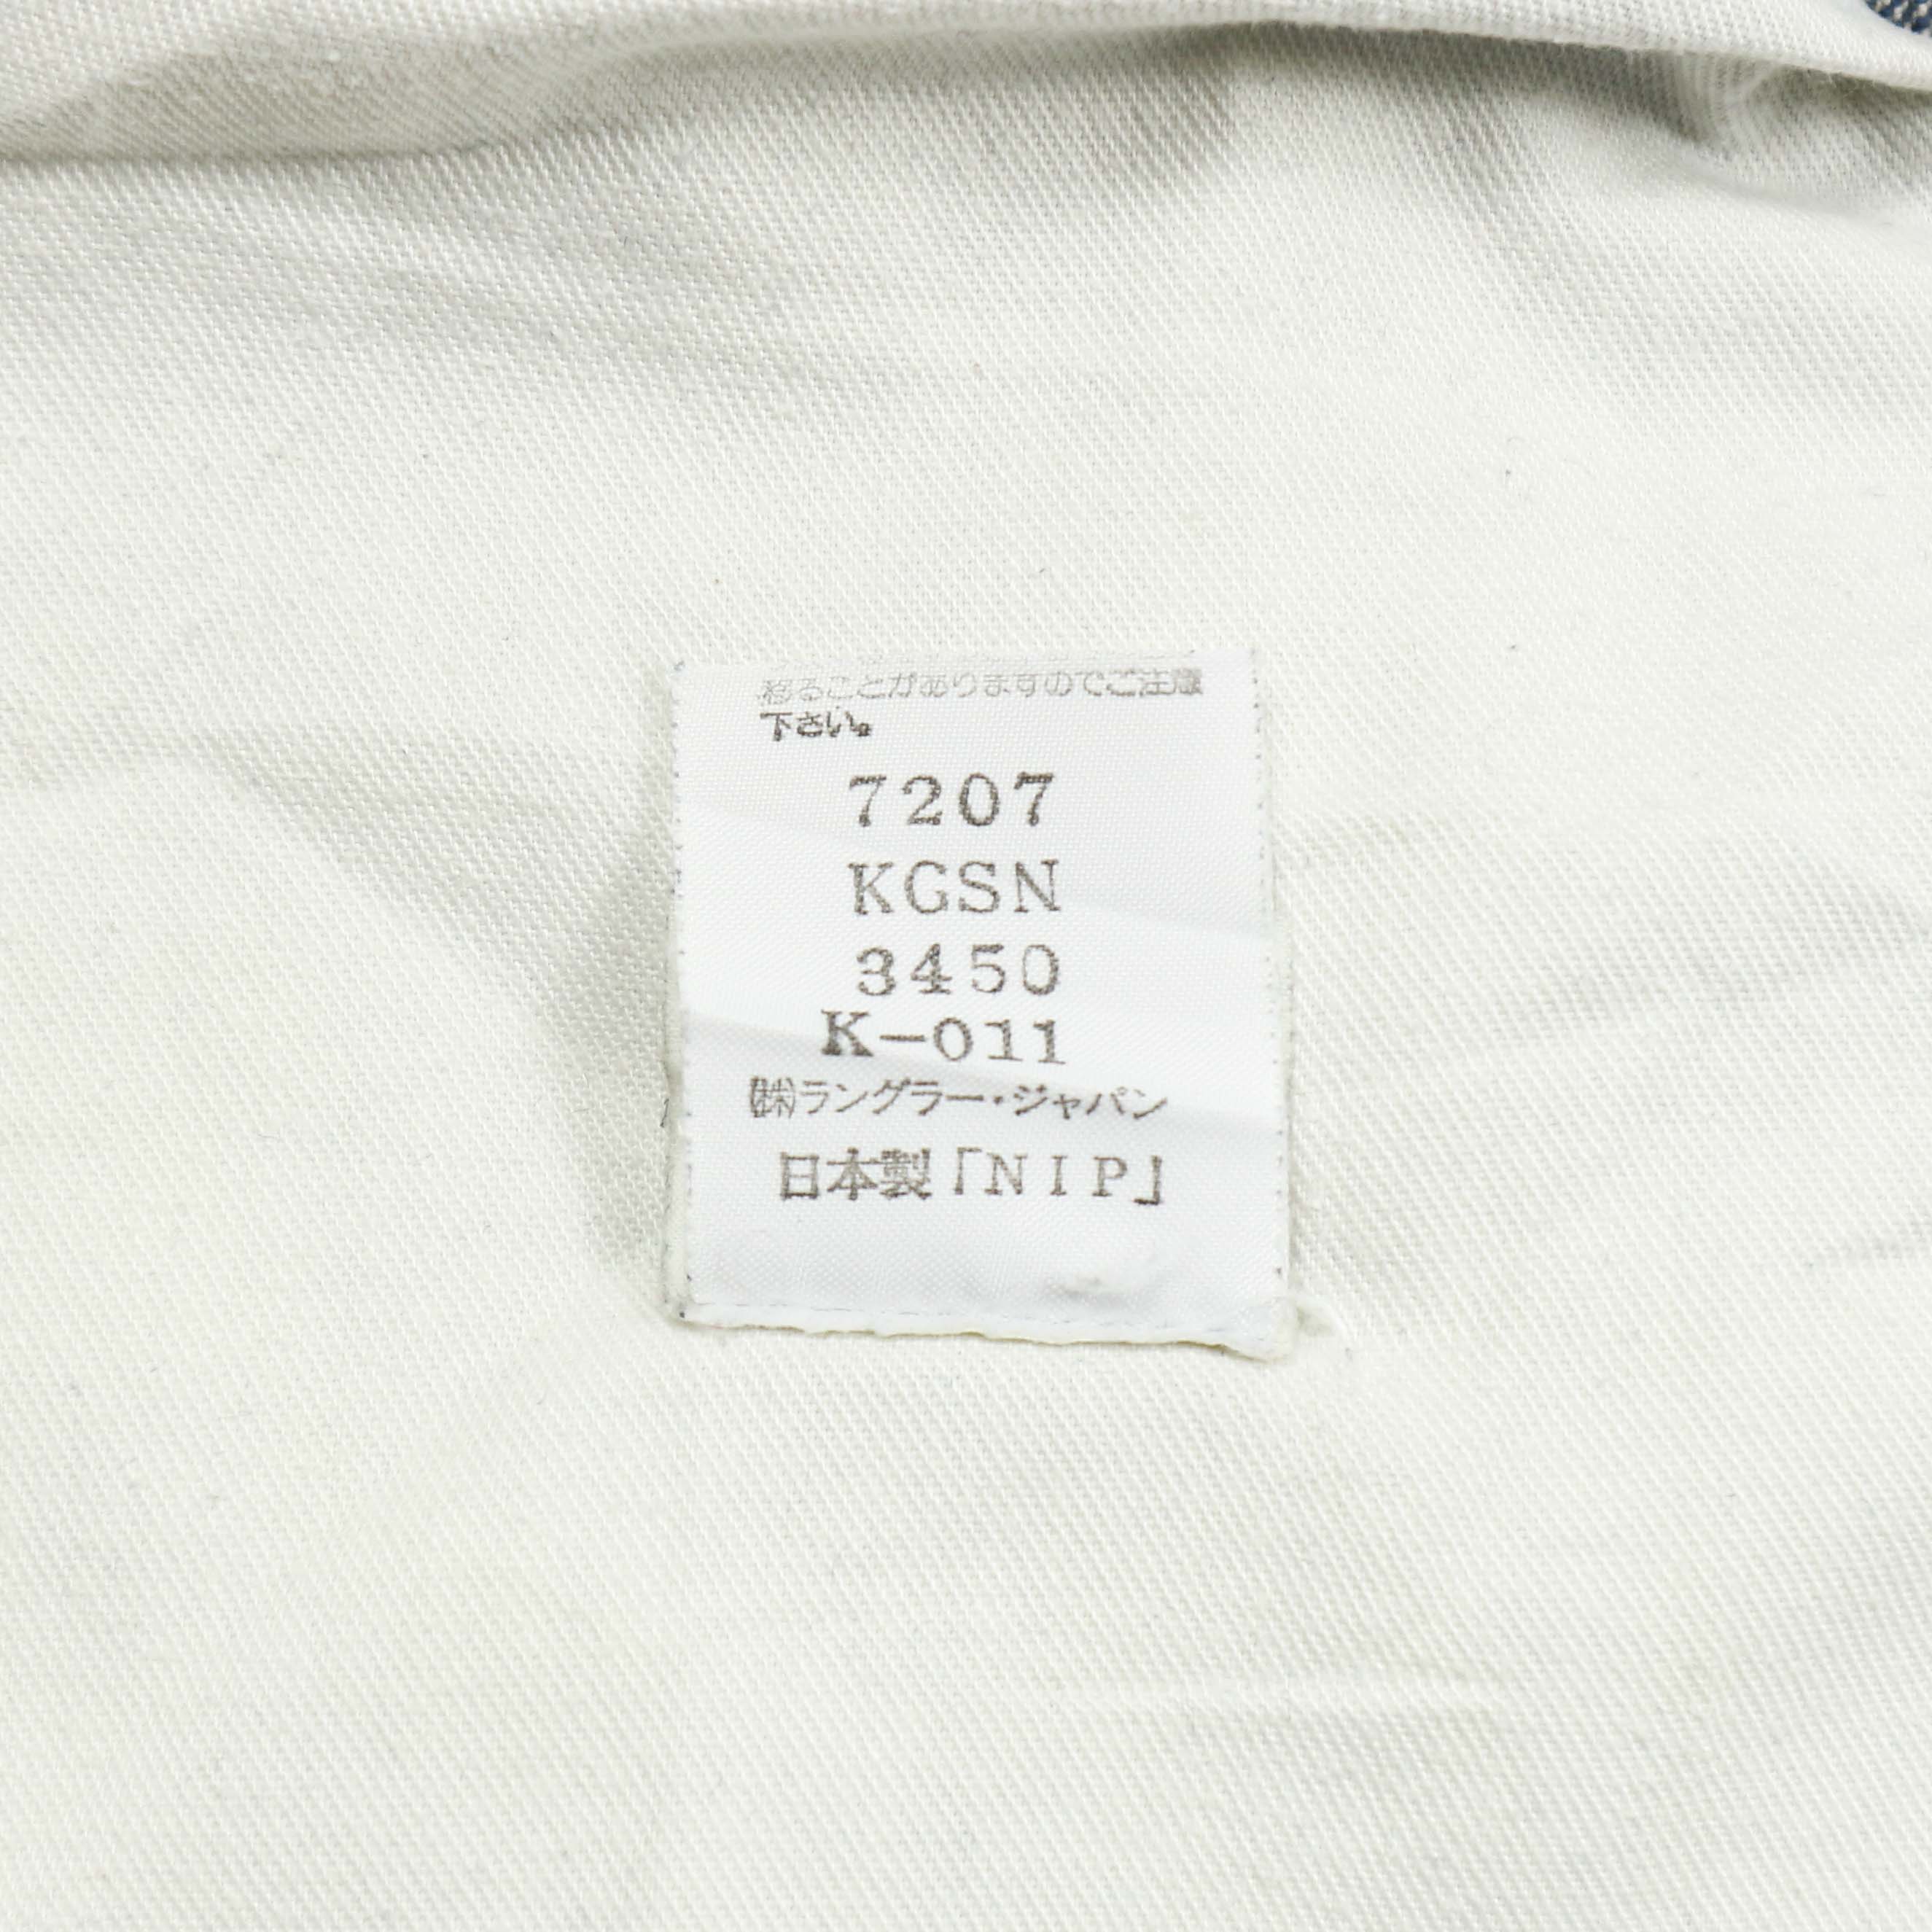 移ることがありますのでご注意
下さい。
7207
KGSN
3450
K-011
㈱ラングラー・ジャパン
日本製「NIP」